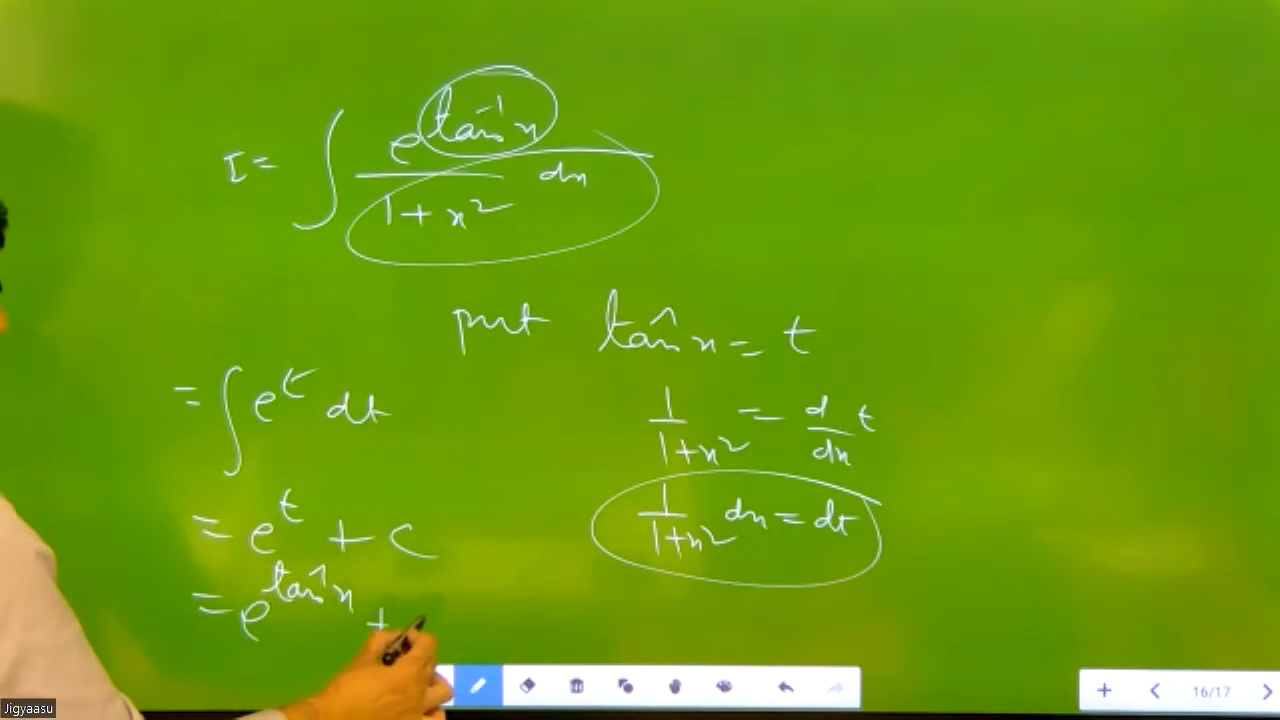 I = ∫ e^(tan⁻¹x) / (1 + x²) dx
put tan⁻¹x = t
= ∫ e^t dt
1/(1+x²) = d/dx t
1/(1+x²) dx = dt
= e^t + c
= e^(tan⁻¹x) +
16/17
Jigyaasu